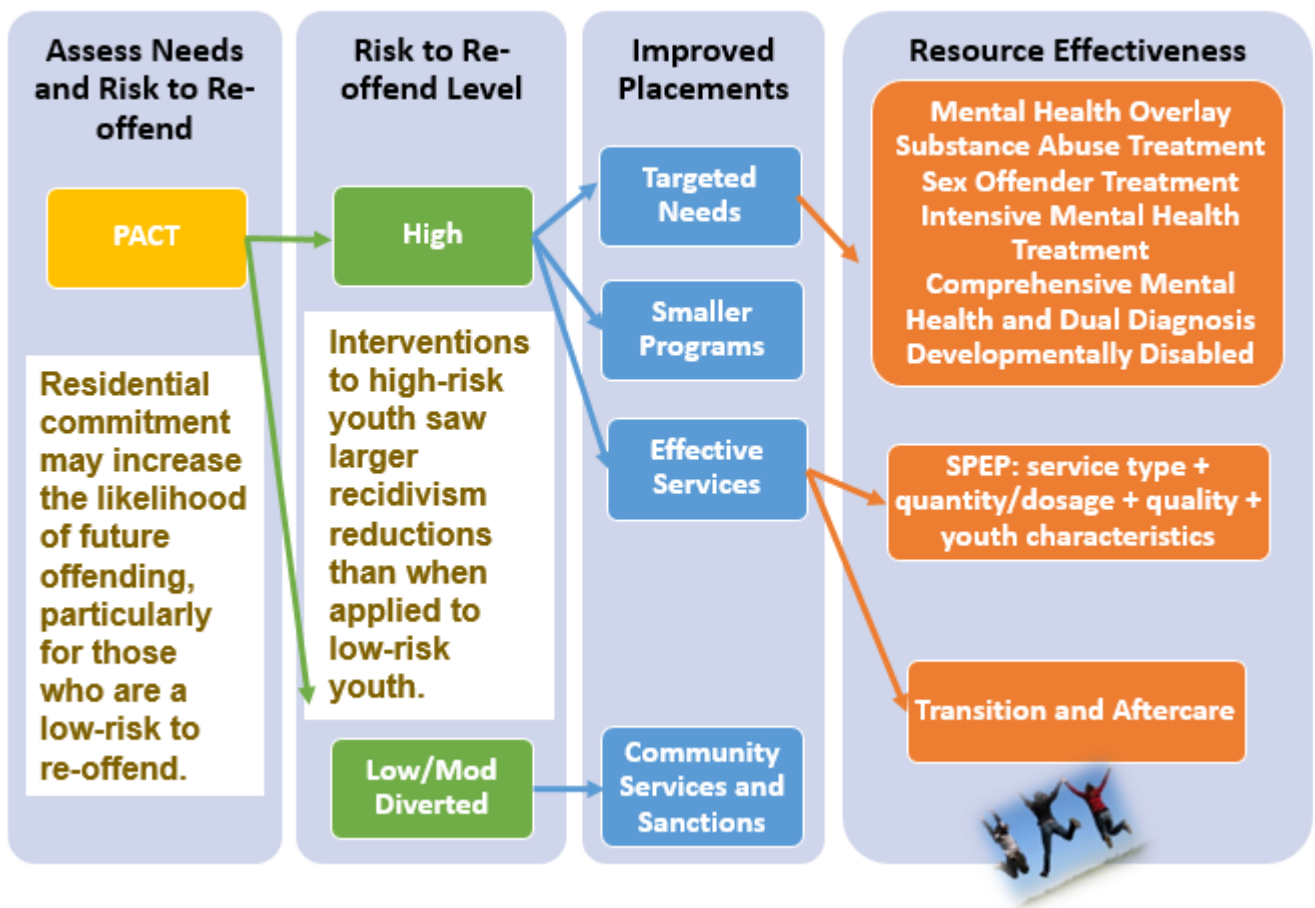 Assess Needs
and Risk to Re-
offend
PACT
Residential
commitment
may increase
the likelihood
of future
offending,
particularly
for those
who are a
low-risk to
re-offend.
Risk to Re-
offend Level
High
Interventions
to high-risk
youth saw
larger
recidivism
reductions
than when
applied to
low-risk
youth.
Low/Mod
Diverted
Improved
Placements
Targeted
Needs
Smaller
Programs
Effective
Services
Community
Services and
Sanctions
Resource Effectiveness
Mental Health Overlay
Substance Abuse Treatment
Sex Offender Treatment
Intensive Mental Health
Treatment
Comprehensive Mental
Health and Dual Diagnosis
Developmentally Disabled
SPEP: service type +
quantity/dosage + quality +
youth characteristics
Transition and Aftercare